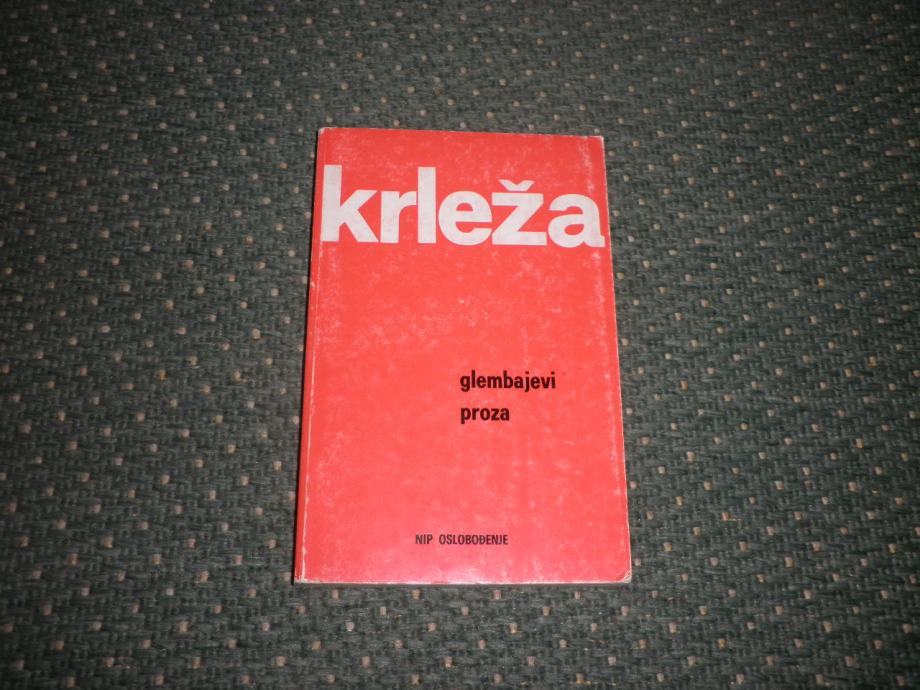 krleža
glembajevi
proza
NIP OSLOBOĐENJE